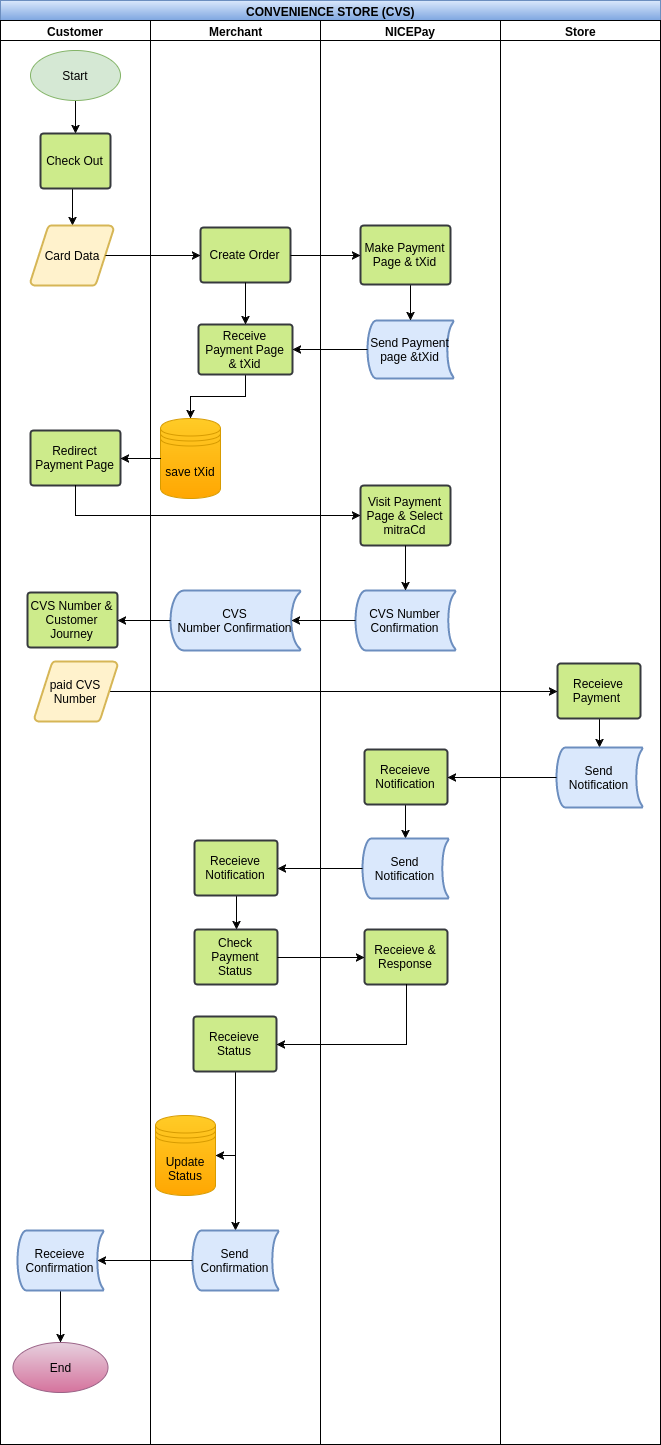 CONVENIENCE STORE (CVS)
Customer
Merchant
NICEPay
Store
Start
Check Out
Card Data
Create Order
Make Payment
Page & tXid
Receive
Payment Page
& tXid
Send Payment
page &tXid
save tXid
Redirect
Payment Page
Visit Payment
Page & Select
mitraCd
CVS Number &
Customer
Journey
CVS
Number Confirmation
CVS Number
Confirmation
paid CVS
Number
Receieve
Payment
Send
Notification
Receieve
Notification
Send
Notification
Receieve
Notification
Check
Payment
Status
Receieve &
Response
Receieve
Status
Update
Status
Send
Confirmation
Receieve
Confirmation
End